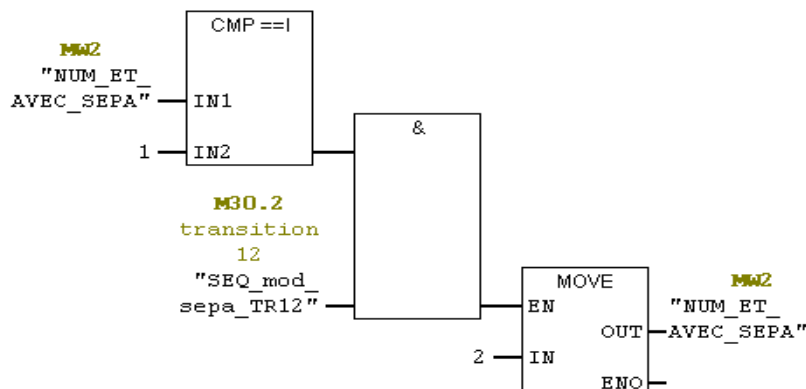 CMP ==I
MW2
"NUM_ET_
AVEC_SEPA"
IN1
1
IN2
&
M30.2
transition
12
"SEQ_mod_
sepa_TR12"
MOVE
EN
MW2
"NUM_ET_
OUT
AVEC_SEPA"
2
IN
ENO